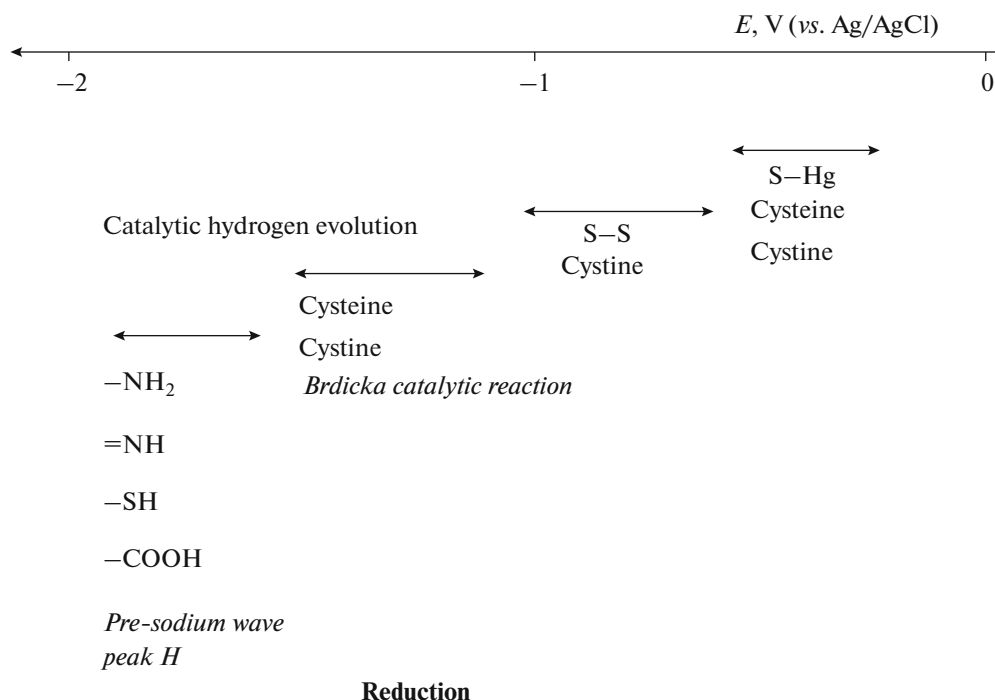 E, V (vs. Ag/AgCl)
−2 −1 0
S−Hg
Cysteine
Cystine
S−S
Cystine
Catalytic hydrogen evolution
Cysteine
Cystine
Brdicka catalytic reaction
−NH₂
=NH
−SH
−COOH
Pre-sodium wave
peak H
Reduction